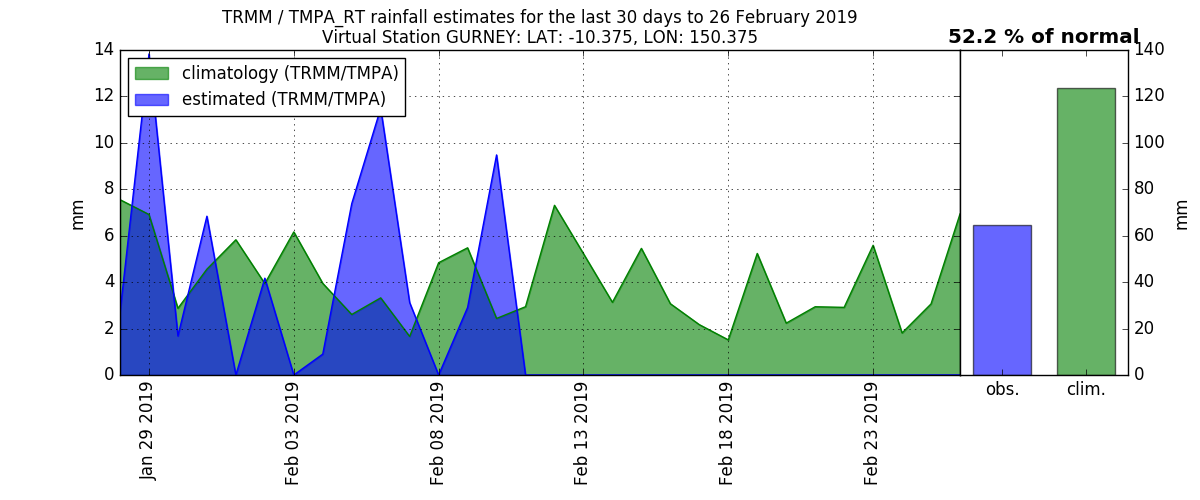 TRMM / TMPA_RT rainfall estimates for the last 30 days to 26 February 2019
Virtual Station GURNEY: LAT: -10.375, LON: 150.375
52.2 % of normal
climatology (TRMM/TMPA)
estimated (TRMM/TMPA)
14
12
10
8
6
4
2
0
mm
Jan 29 2019
Feb 03 2019
Feb 08 2019
Feb 13 2019
Feb 18 2019
Feb 23 2019
obs.
clim.
140
120
100
80
60
40
20
0
mm